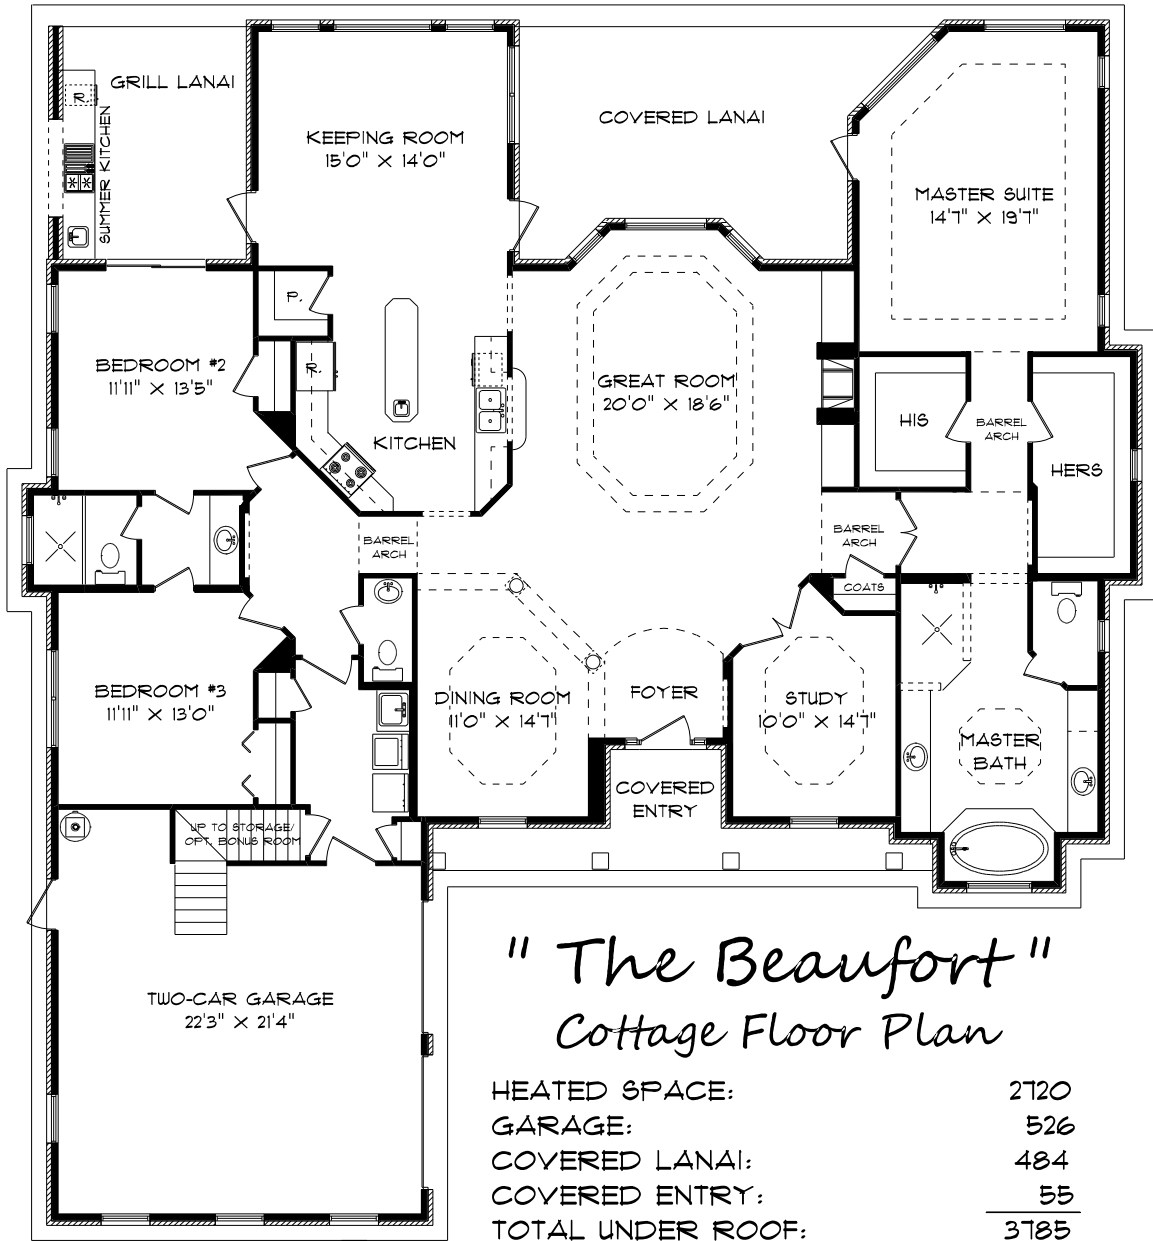 GRILL LANAI
R.
SUMMER KITCHEN
KEEPING ROOM
15'0" X 14'0"
COVERED LANAI
MASTER SUITE
14'7" X 19'7"
P.
BEDROOM #2
11'11" X 13'5"
R.
GREAT ROOM
20'0" X 18'6"
KITCHEN
HIS
BARREL
ARCH
HERS
BARREL
ARCH
BARREL
ARCH
COATS
BEDROOM #3
11'11" X 13'0"
DINING ROOM
11'0" X 14'7"
FOYER
STUDY
10'0" X 14'7"
MASTER
BATH
COVERED
ENTRY
UP TO STORAGE/
OPT. BONUS ROOM
TWO-CAR GARAGE
22'3" X 21'4"
" The Beaufort "
Cottage Floor Plan
HEATED SPACE: 2720
GARAGE: 526
COVERED LANAI: 484
COVERED ENTRY: 55
TOTAL UNDER ROOF: 3785